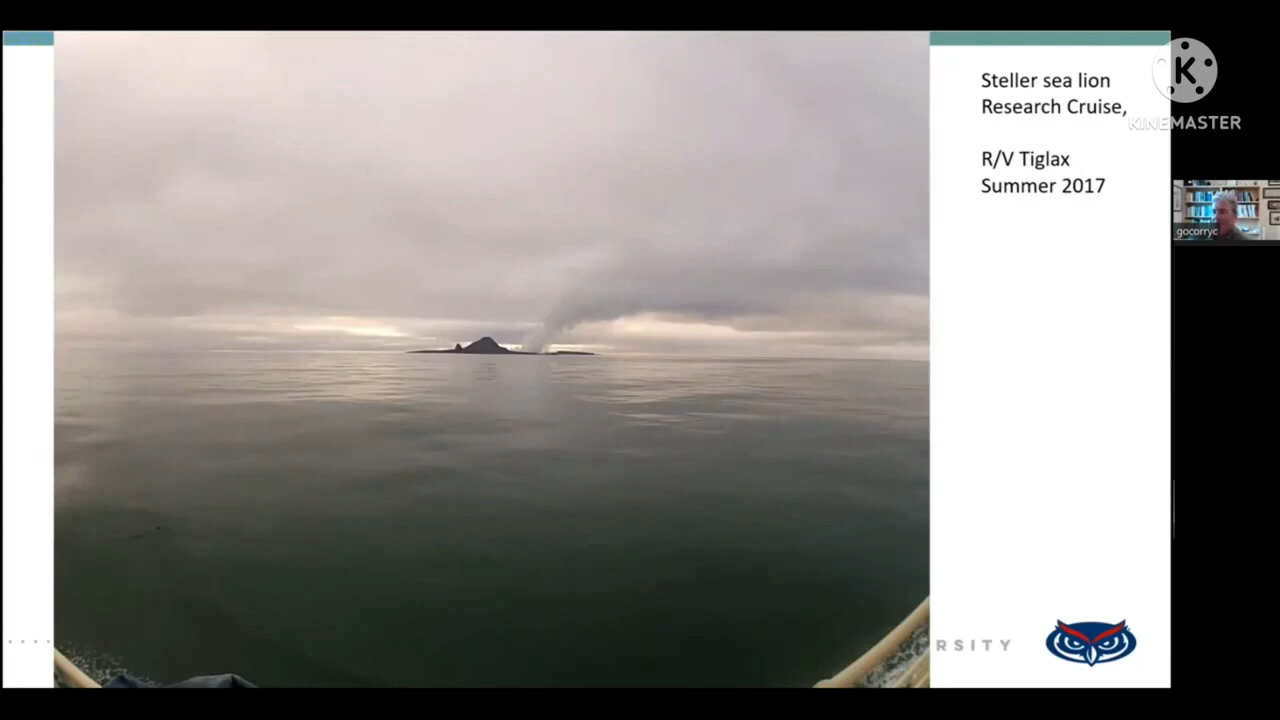 Steller sea lion
Research Cruise,
R/V Tiglax
Summer 2017
KINEMASTER
gocorryc
RSITY